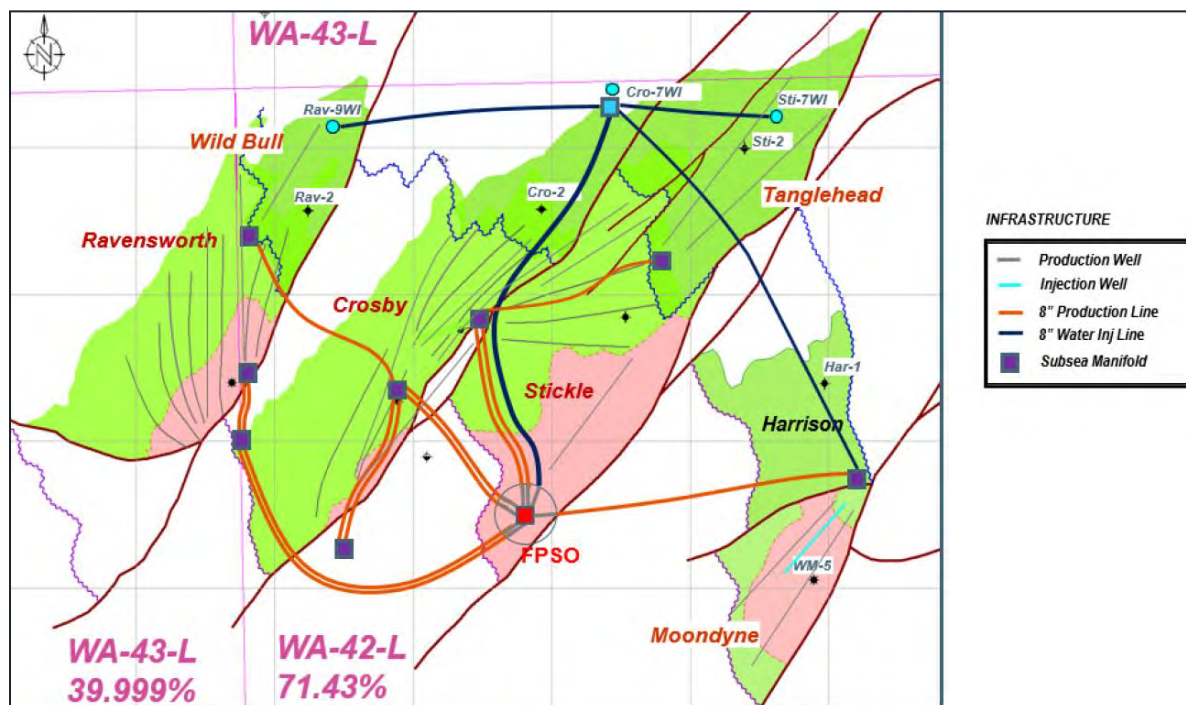 WA-43-L
N
Cro-7WI
Rav-9WI
Sti-7WI
Wild Bull
Sti-2
Rav-2
Cro-2
Tanglehead
Ravensworth
Crosby
Stickle
Har-1
Harrison
FPSO
WM-5
Moondyne
WA-43-L
39.999%
WA-42-L
71.43%
INFRASTRUCTURE
Production Well
Injection Well
8" Production Line
8" Water Inj Line
Subsea Manifold